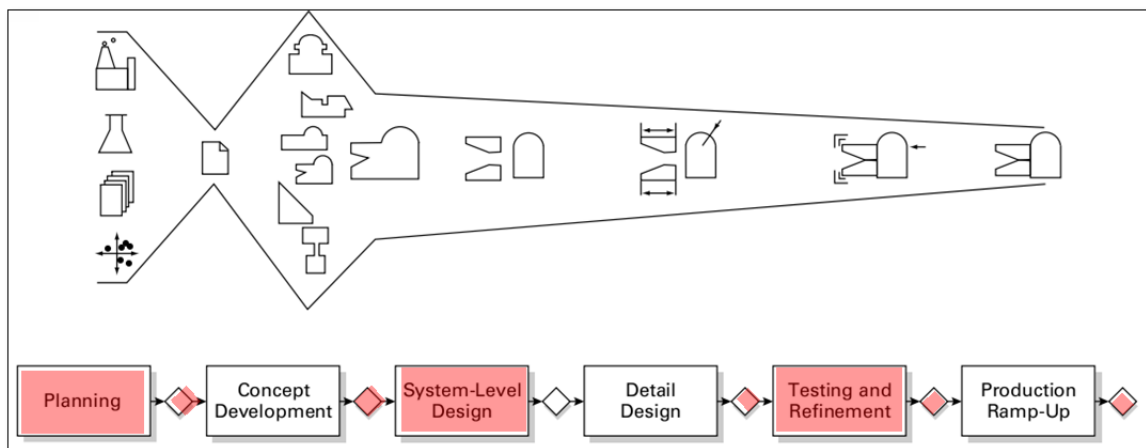 Planning
Concept
Development
System-Level
Design
Detail
Design
Testing and
Refinement
Production
Ramp-Up